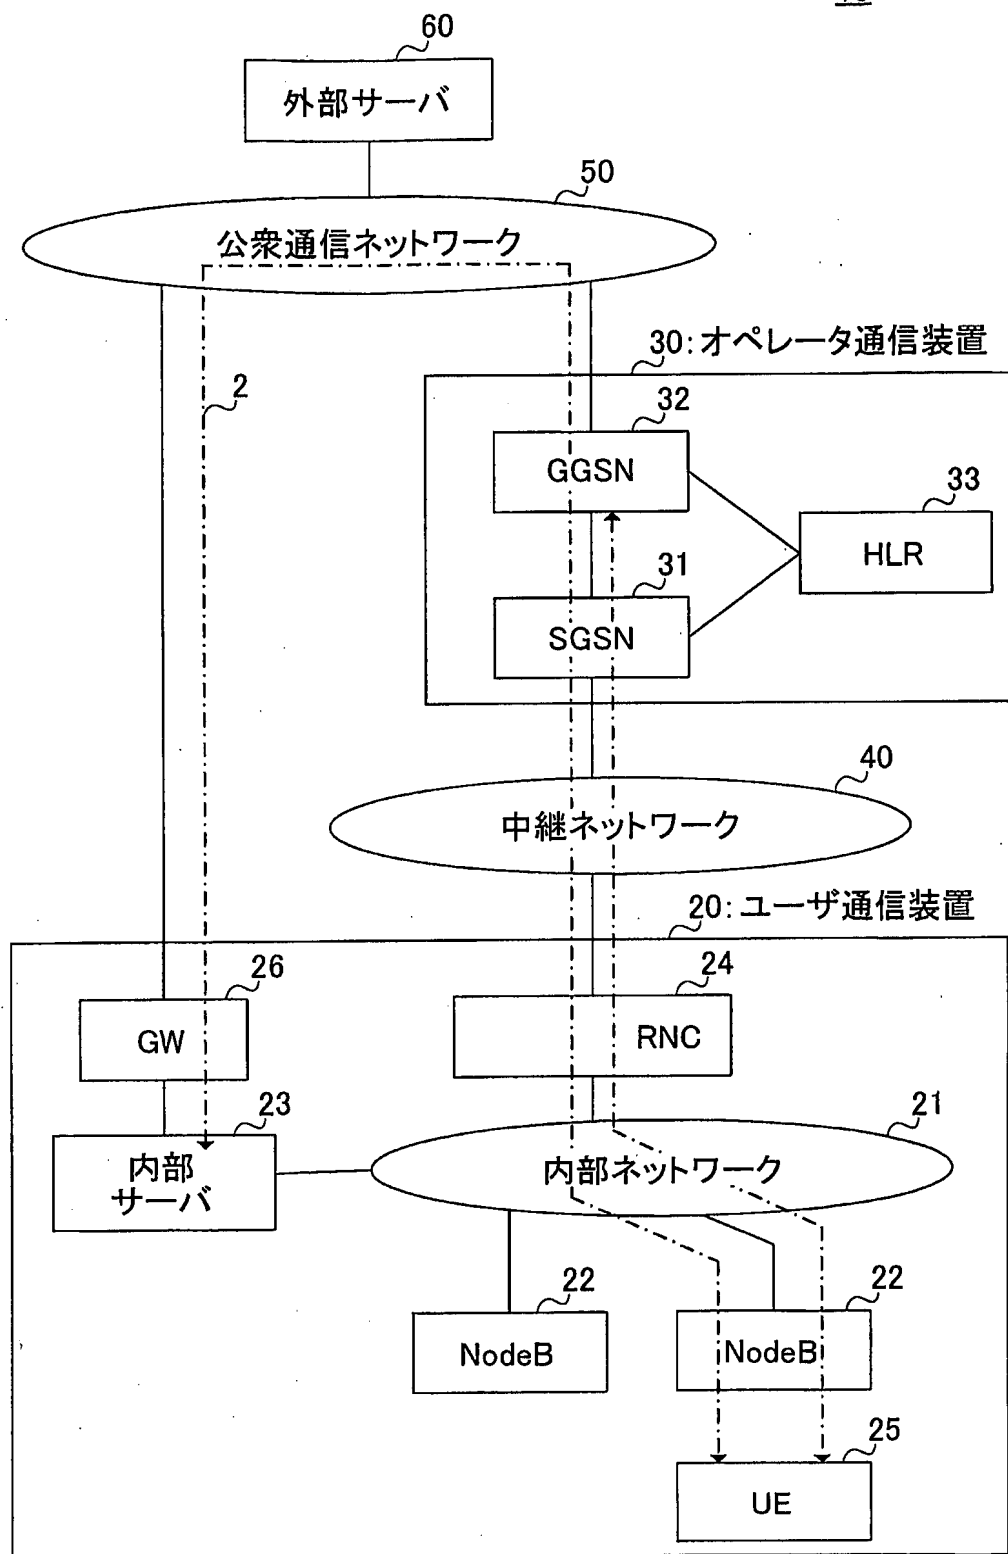 60
外部サーバ
50
公衆通信ネットワーク
30:オペレータ通信装置
2
32
GGSN
33
HLR
31
SGSN
40
中継ネットワーク
20:ユーザ通信装置
26
GW
24
RNC
23
内部
サーバ
21
内部ネットワーク
22
NodeB
22
NodeB
25
UE